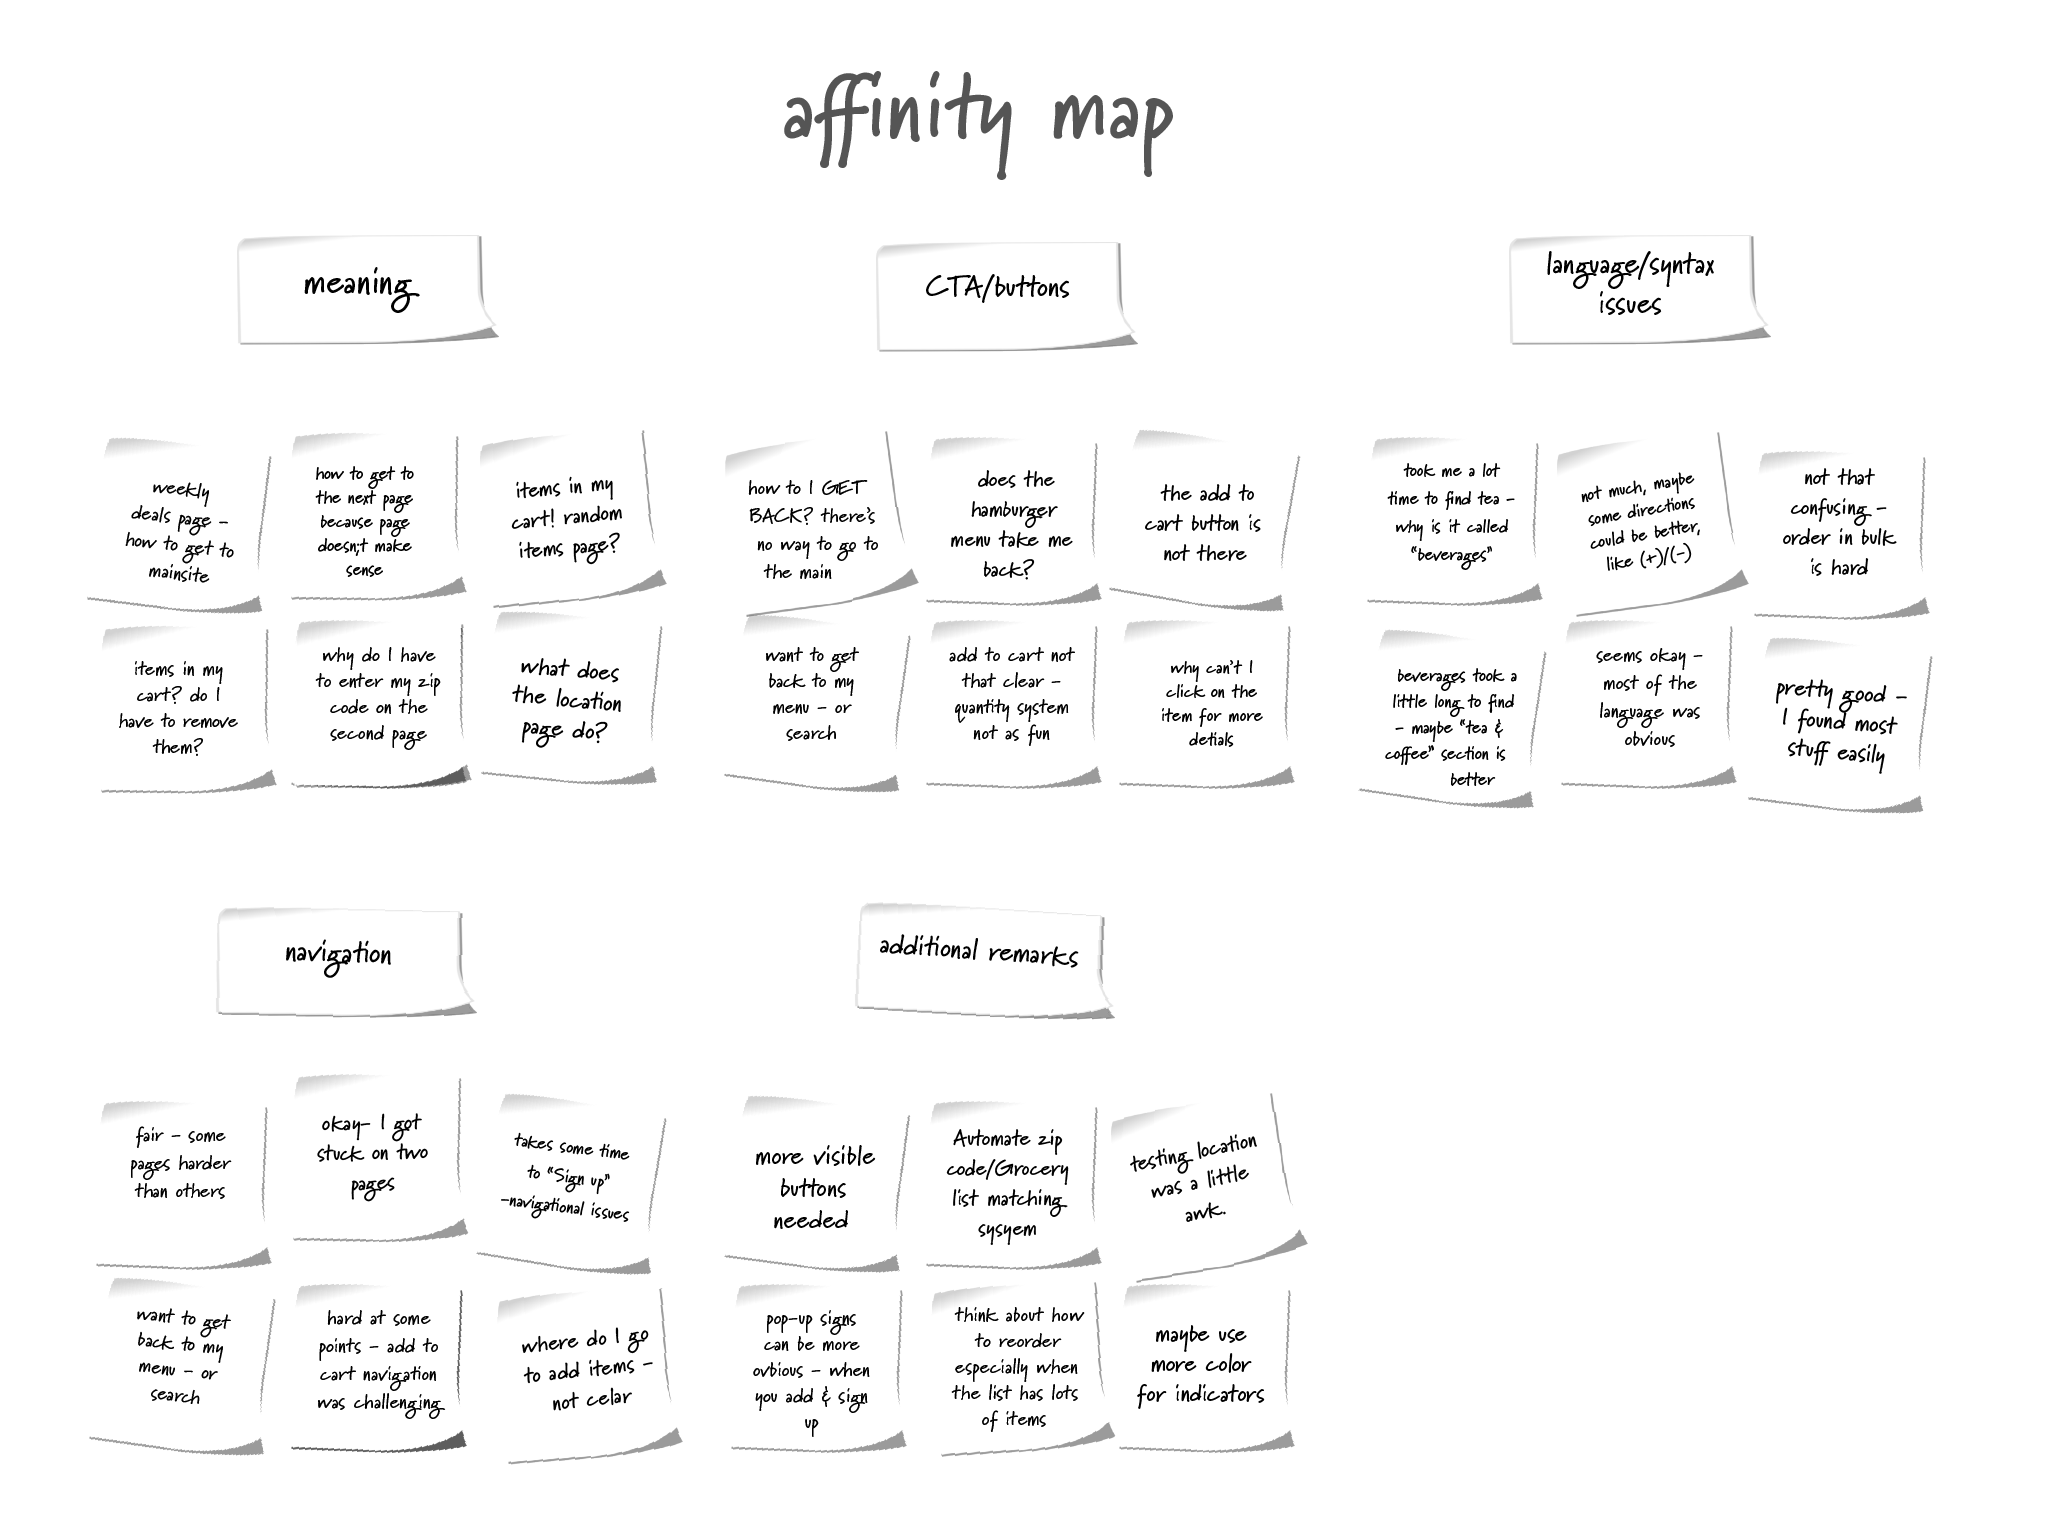 affinity map
meaning
weekly
deals page -
how to get to
mainsite
how to get to
the next page
because page
doesn;t make
sense
items in my
cart! random
items page?
items in my
cart? do I
have to remove
them?
why do I have
to enter my zip
code on the
second page
what does
the location
page do?
CTA/buttons
how to I GET
BACK? there's
no way to go to
the main
does the
hamburger
menu take me
back?
the add to
cart button is
not there
want to get
back to my
menu - or
search
add to cart not
that clear -
quantity system
not as fun
why can't I
click on the
item for more
detials
language/syntax
issues
took me a lot
time to find tea -
why is it called
"beverages"
not much, maybe
some directions
could be better,
like (+)/(-)
not that
confusing -
order in bulk
is hard
beverages took a
little long to find
- maybe "tea &
coffee" section is
better
seems okay -
most of the
language was
obvious
pretty good -
I found most
stuff easily
navigation
fair - some
pages harder
than others
okay- I got
stuck on two
pages
takes some time
to "Sign up"
-navigational issues
want to get
back to my
menu - or
search
hard at some
points - add to
cart navigation
was challenging
where do I go
to add items -
not celar
additional remarks
more visible
buttons
needed
Automate zip
code/Grocery
list matching
sysyem
testing location
was a little
awk.
pop-up signs
can be more
ovbious - when
you add & sign
up
think about how
to reorder
especially when
the list has lots
of items
maybe use
more color
for indicators